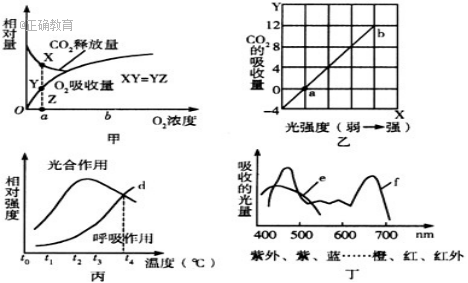 @正确教育
相对量
CO₂释放量
X
Y
O₂吸收量
Z
XY=YZ
O
a
b
O₂浓度
甲
Y
CO₂的吸收量
12
8
4
0
-4
a
b
X
光强度（弱→强）
乙
相对强度
光合作用
d
呼吸作用
t₀
t₁
t₂
t₃
t₄
温度（℃）
丙
吸收的光量
e
f
400
500
600
700
nm
紫外、紫、蓝……橙、红、红外
丁